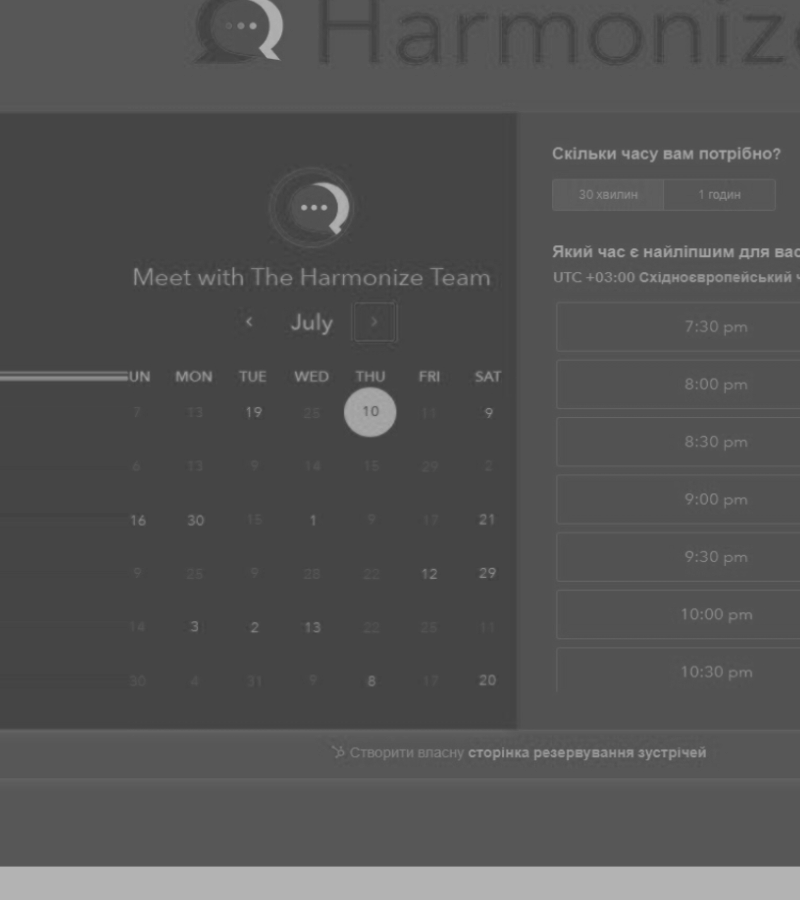 Harmoniz
Meet with The Harmonize Team
‹ July ›
UN MON TUE WED THU FRI SAT
7 13 19 25 10 11 9
6 13 9 14 15 29 2
16 30 15 1 9 17 21
9 25 9 28 22 12 29
14 3 2 13 22 25 11
30 4 31 9 8 17 20
Скільки часу вам потрібно?
30 хвилин 1 годин
Який час є найліпшим для вас
UTC +03:00 Східноєвропейський ч
7:30 pm
8:00 pm
8:30 pm
9:00 pm
9:30 pm
10:00 pm
10:30 pm
Створити власну сторінка резервування зустрічей